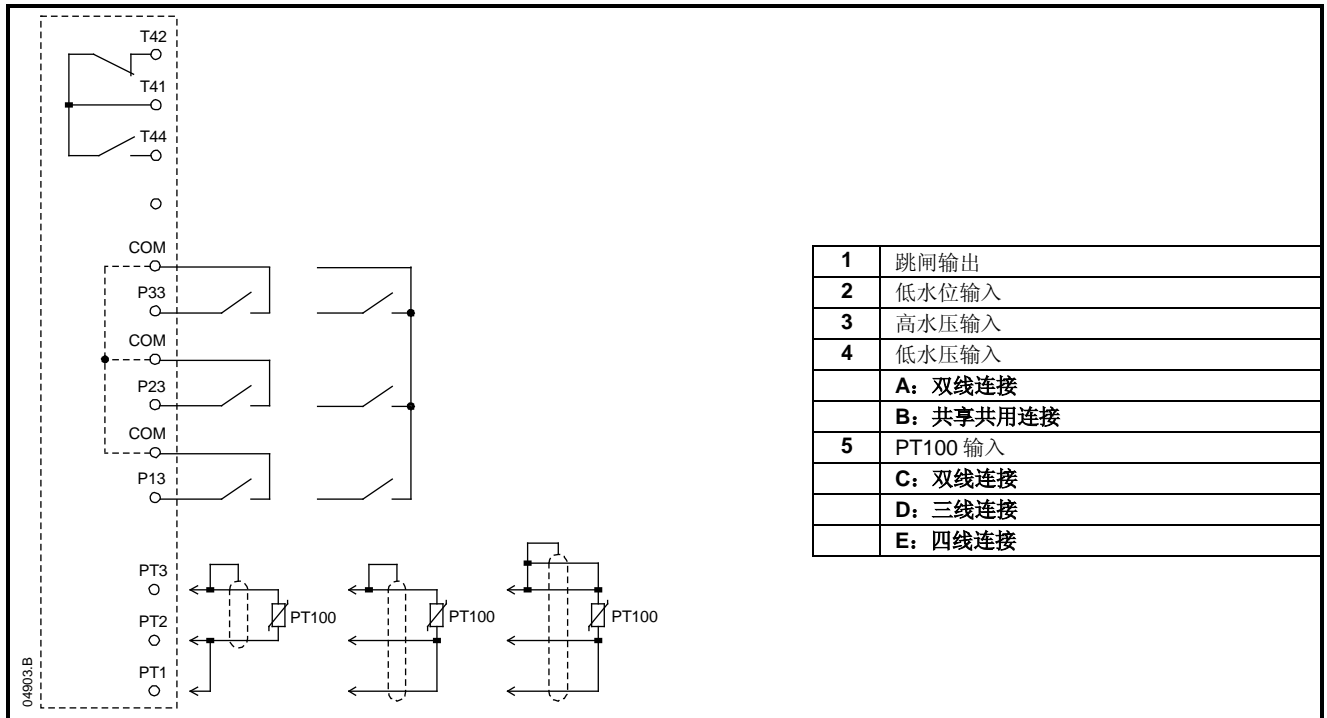 T42
T41
T44
COM
P33
COM
P23
COM
P13
PT3
PT2
PT1
PT100
PT100
PT100
04903.B
1 跳闸输出
2 低水位输入
3 高水压输入
4 低水压输入
A：双线连接
B：共享共用连接
5 PT100 输入
C：双线连接
D：三线连接
E：四线连接